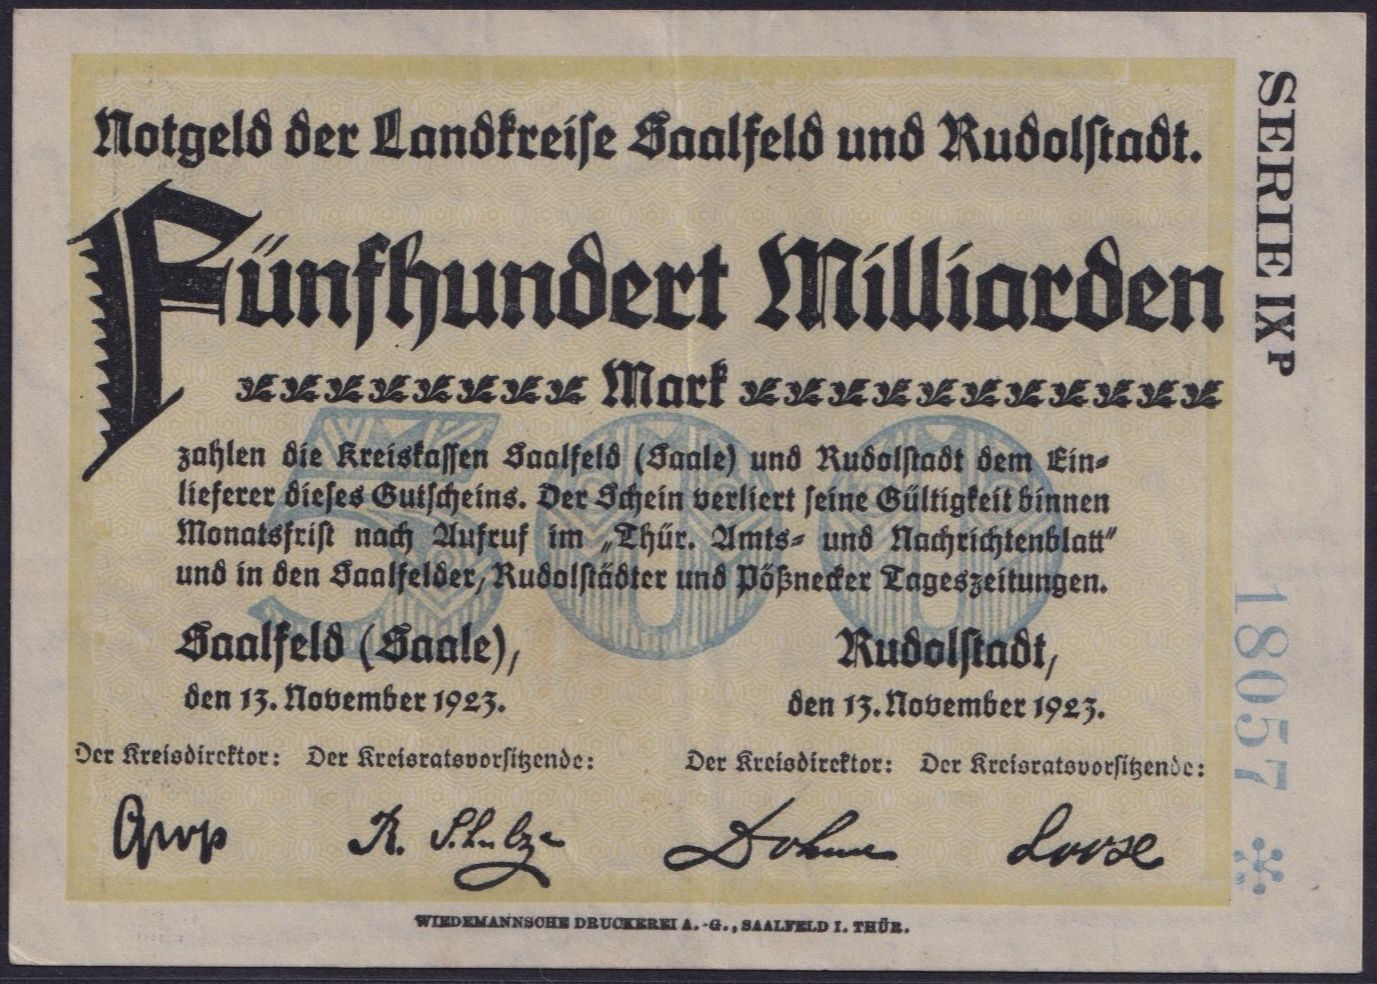 Notgeld der Landkreise Saalfeld und Rudolstadt.
Fünfhundert Milliarden
Mark
500
zahlen die Kreiskassen Saalfeld (Saale) und Rudolstadt dem Ein-
lieferer dieses Gutscheins. Der Schein verliert seine Gültigkeit binnen
Monatsfrist nach Aufruf im „Thür. Amts- und Nachrichtenblatt"
und in den Saalfelder, Rudolstädter und Pößnecker Tageszeitungen.
Saalfeld (Saale),
den 13. November 1923.
Rudolstadt,
den 13. November 1923.
Der Kreisdirektor: Der Kreisratsvorsitzende:
Der Kreisdirektor: Der Kreisratsvorsitzende:
R. Schulze
Dohme
Loose
WIEDEMANNSCHE DRUCKEREI A.-G., SAALFELD I. THÜR.
SERIE IX P
18057 *